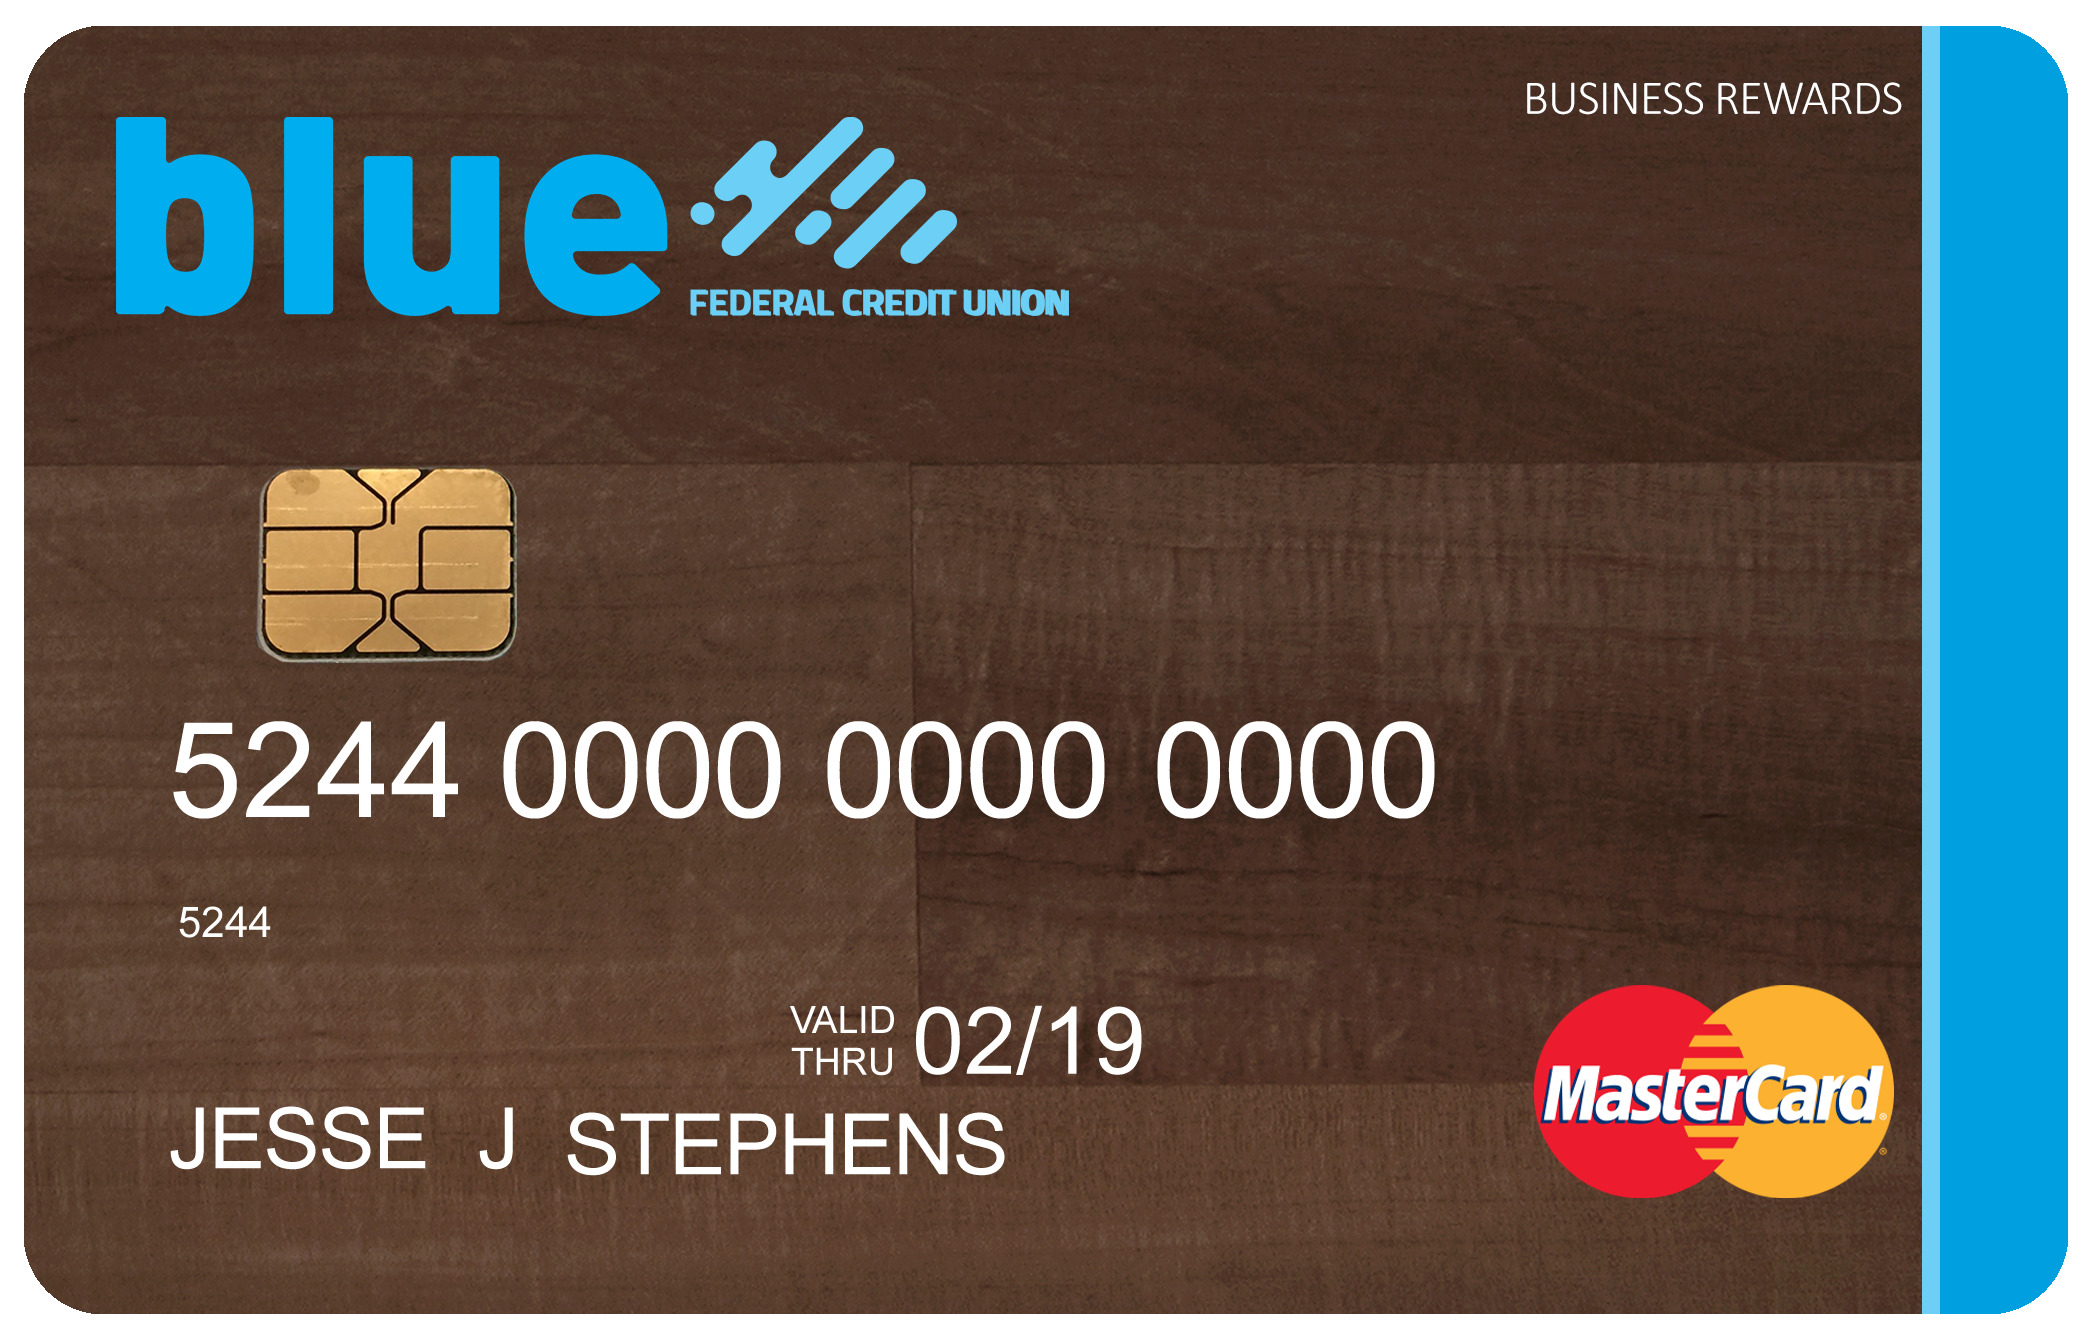 BUSINESS REWARDS
blue
FEDERAL CREDIT UNION
5244 0000 0000 0000
5244
VALID THRU 02/19
JESSE J STEPHENS
MasterCard